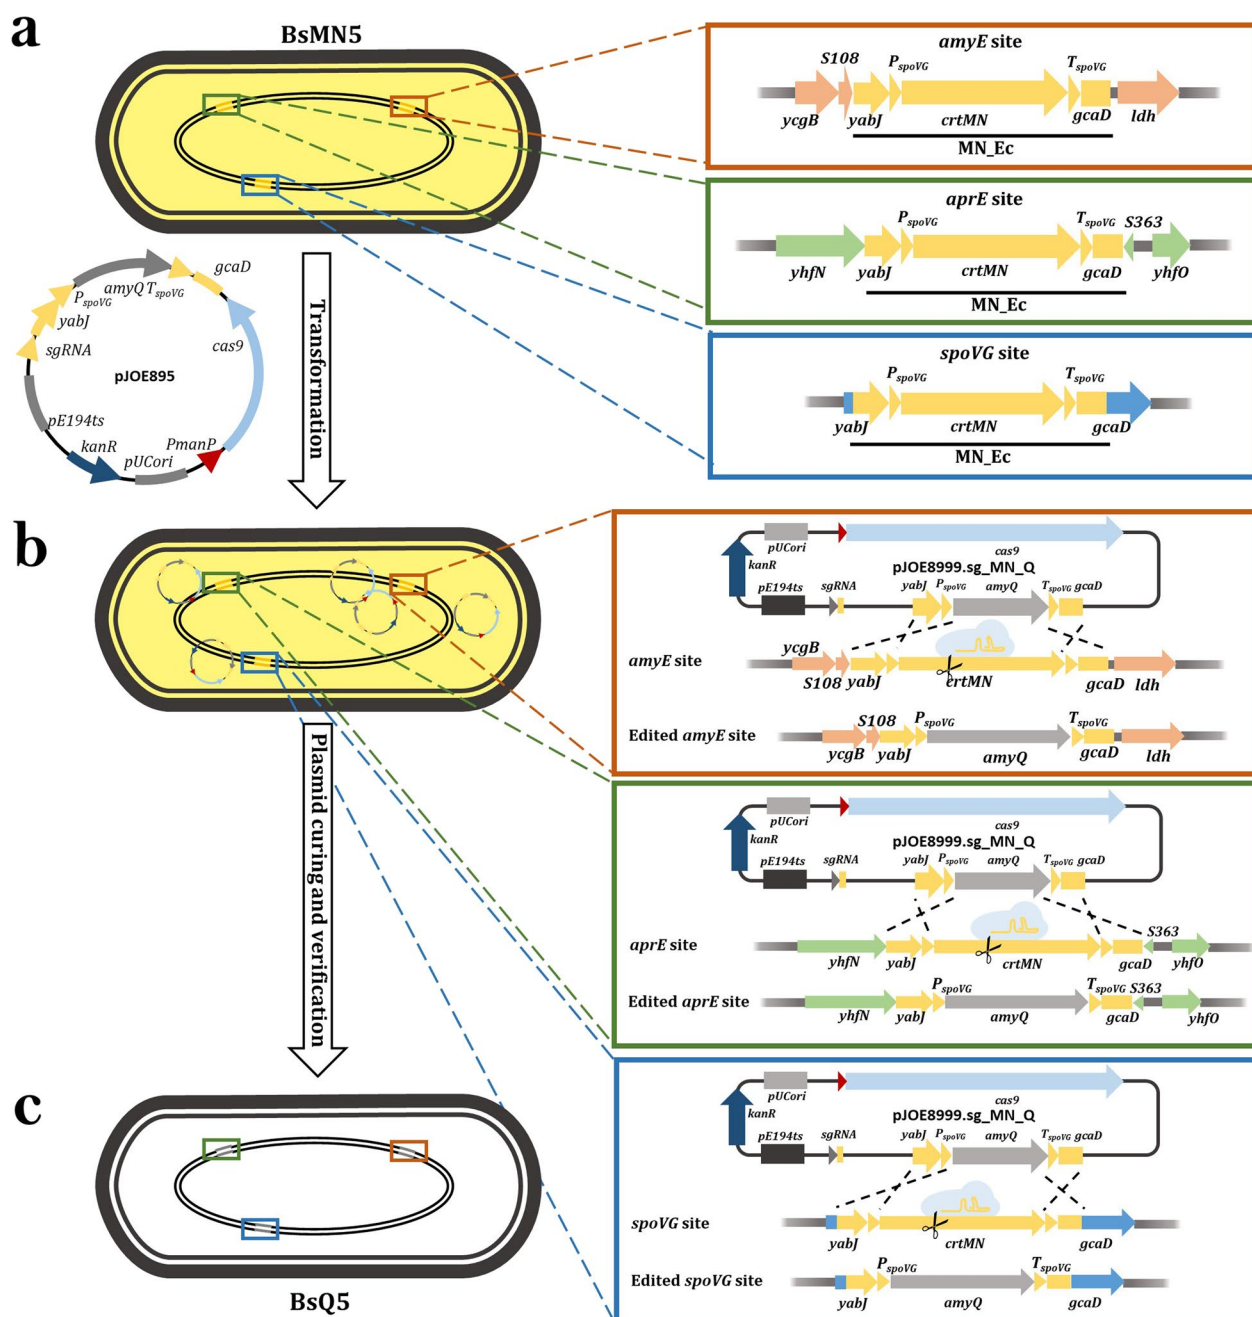 a
BsMN5
amyE site
S108
PspoVG
TspoVG
ycgB
yabJ
crtMN
gcaD
ldh
MN_Ec
aprE site
PspoVG
TspoVG
S363
yhfN
yabJ
crtMN
gcaD
yhfO
MN_Ec
spoVG site
PspoVG
TspoVG
yabJ
crtMN
gcaD
MN_Ec
gcaD
amyQ
TspoVG
PspoVG
yabJ
sgRNA
cas9
pJOE895
pE194ts
kanR
pUCori
PmanP
Transformation
b
pUCori
kanR
cas9
pJOE8999.sg_MN_Q
pE194ts
sgRNA
yabJ
PspoVG
amyQ
TspoVG
gcaD
ycgB
amyE site
S108
yabJ
crtMN
gcaD
ldh
S108
PspoVG
TspoVG
Edited amyE site
ycgB
yabJ
amyQ
gcaD
ldh
pUCori
kanR
cas9
pJOE8999.sg_MN_Q
pE194ts
sgRNA
yabJ
PspoVG
amyQ
TspoVG
gcaD
aprE site
S363
yhfN
yabJ
crtMN
gcaD
yhfO
PspoVG
TspoVG
S363
Edited aprE site
yhfN
yabJ
amyQ
gcaD
yhfO
Plasmid curing and verification
pUCori
kanR
cas9
pJOE8999.sg_MN_Q
pE194ts
sgRNA
yabJ
PspoVG
amyQ
TspoVG
gcaD
spoVG site
yabJ
crtMN
gcaD
PspoVG
TspoVG
Edited spoVG site
yabJ
amyQ
gcaD
c
BsQ5